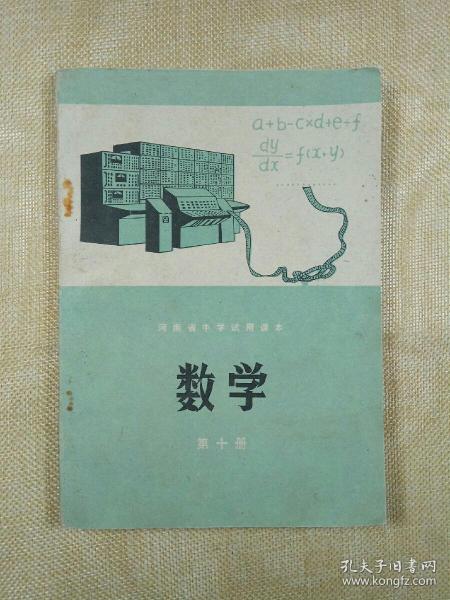 a+b-c×d+e÷f
dy/dx = f(x,y)
河南省中学试用课本
数学
第十册
孔夫子旧书网
www.kongfz.com